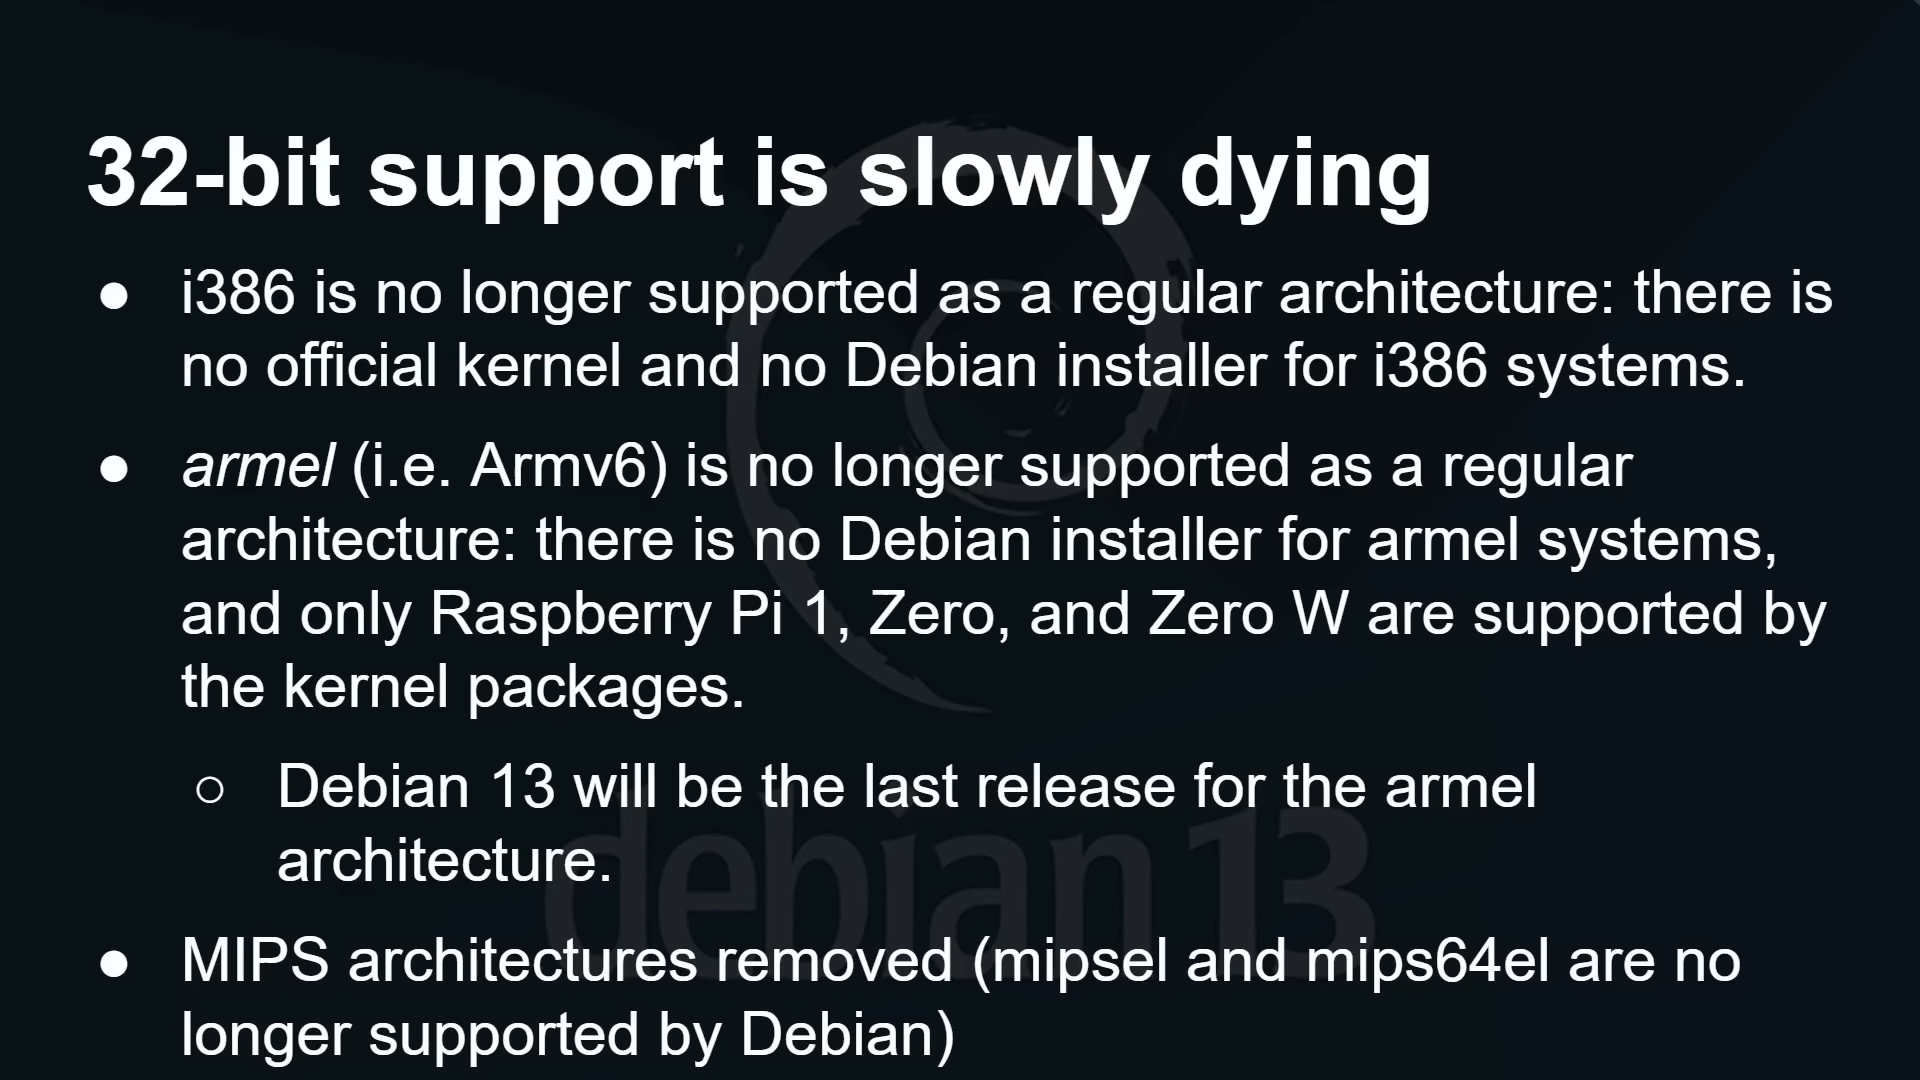 32-bit support is slowly dying
● i386 is no longer supported as a regular architecture: there is
no official kernel and no Debian installer for i386 systems.
● armel (i.e. Armv6) is no longer supported as a regular
architecture: there is no Debian installer for armel systems,
and only Raspberry Pi 1, Zero, and Zero W are supported by
the kernel packages.
○ Debian 13 will be the last release for the armel
architecture.
● MIPS architectures removed (mipsel and mips64el are no
longer supported by Debian)
debian 13